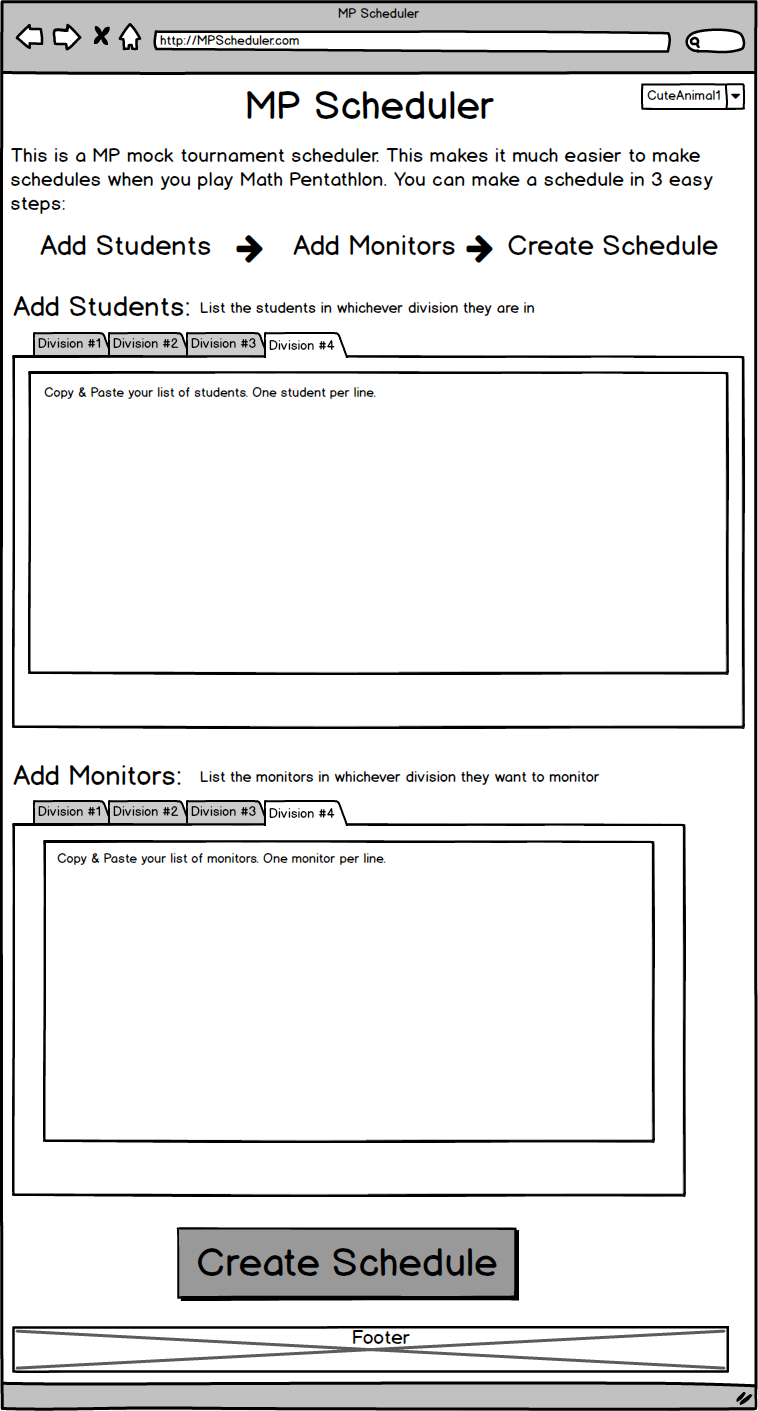 MP Scheduler
http://MPScheduler.com
MP Scheduler
CuteAnimal1
This is a MP mock tournament scheduler. This makes it much easier to make
schedules when you play Math Pentathlon. You can make a schedule in 3 easy
steps:
Add Students Add Monitors Create Schedule
Add Students: List the students in whichever division they are in
Division #1 Division #2 Division #3 Division #4
Copy & Paste your list of students. One student per line.
Add Monitors: List the monitors in whichever division they want to monitor
Division #1 Division #2 Division #3 Division #4
Copy & Paste your list of monitors. One monitor per line.
Create Schedule
Footer